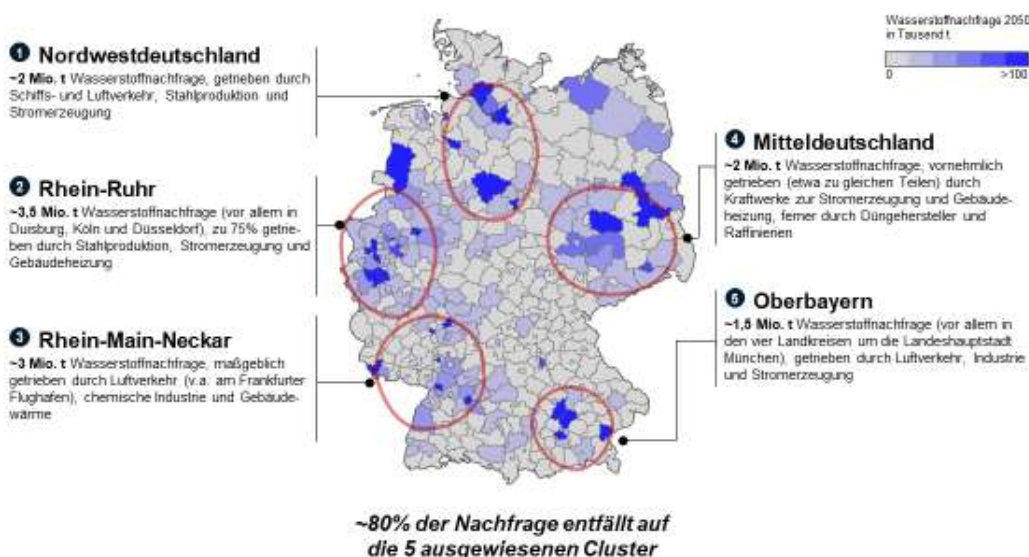 Wasserstoffnachfrage 2050
in Tausend t
0
>100
1 Nordwestdeutschland
~2 Mio. t Wasserstoffnachfrage, getrieben durch
Schiffs- und Luftverkehr, Stahlproduktion und
Stromerzeugung
2 Rhein-Ruhr
~3,5 Mio. t Wasserstoffnachfrage (vor allem in
Duisburg, Köln und Düsseldorf), zu 75% getrie-
ben durch Stahlproduktion, Stromerzeugung und
Gebäudeheizung
3 Rhein-Main-Neckar
~3 Mio. t Wasserstoffnachfrage, maßgeblich
getrieben durch Luftverkehr (v.a. am Frankfurter
Flughafen), chemische Industrie und Gebäude-
wärme
4 Mitteldeutschland
~2 Mio. t Wasserstoffnachfrage, vornehmlich
getrieben (etwa zu gleichen Teilen) durch
Kraftwerke zur Stromerzeugung und Gebäude-
heizung, ferner durch Düngehersteller und
Raffinierien
5 Oberbayern
~1,5 Mio. t Wasserstoffnachfrage (vor allem in
den vier Landkreisen um die Landeshauptstadt
München), getrieben durch Luftverkehr, Industrie
und Stromerzeugung
~80% der Nachfrage entfällt auf
die 5 ausgewiesenen Cluster